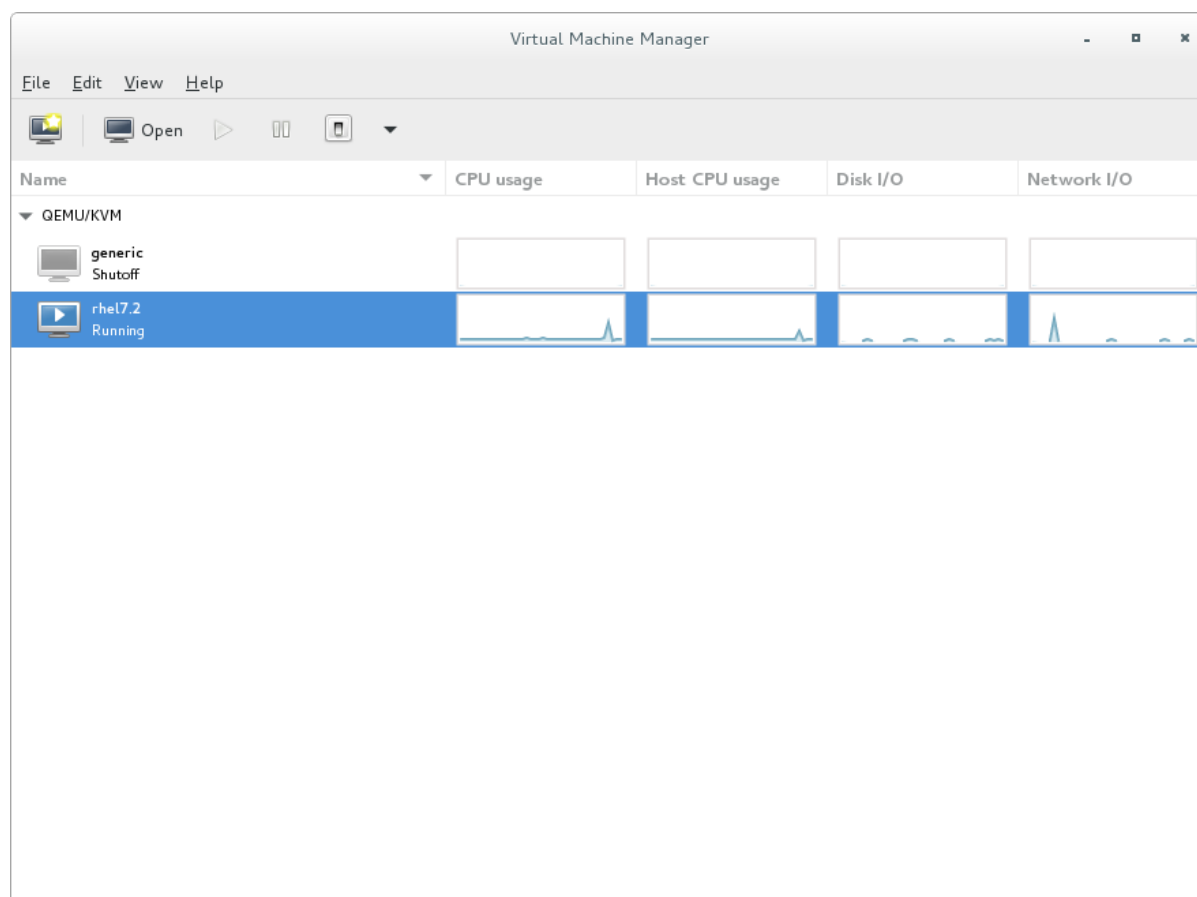 Virtual Machine Manager
File Edit View Help
Open
Name CPU usage Host CPU usage Disk I/O Network I/O
QEMU/KVM
generic
Shutoff
rhel7.2
Running